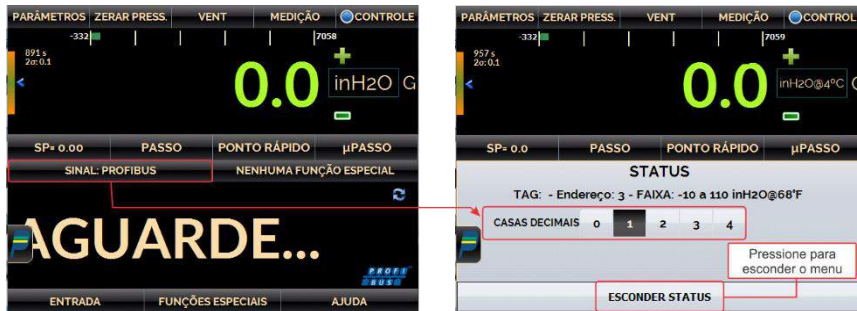 PARÂMETROS ZERAR PRESS. VENT MEDIÇÃO CONTROLE
-332 7058
891 s
2σ: 0.1
0.0 inH2O G
SP= 0.00 PASSO PONTO RÁPIDO µPASSO
SINAL: PROFIBUS NENHUMA FUNÇÃO ESPECIAL
AGUARDE...
PROFI
BUS
ENTRADA FUNÇÕES ESPECIAIS AJUDA
PARÂMETROS ZERAR PRESS. VENT MEDIÇÃO CONTROL
-332 7059
957 s
2σ: 0.1
0.0 inH2O@4ºC
SP= 0.0 PASSO PONTO RÁPIDO µPASSO
STATUS
TAG: - Endereço: 3 - FAIXA: -10 a 110 inH2O@68°F
CASAS DECIMAIS 0 1 2 3 4
Pressione para
esconder o menu
ESCONDER STATUS